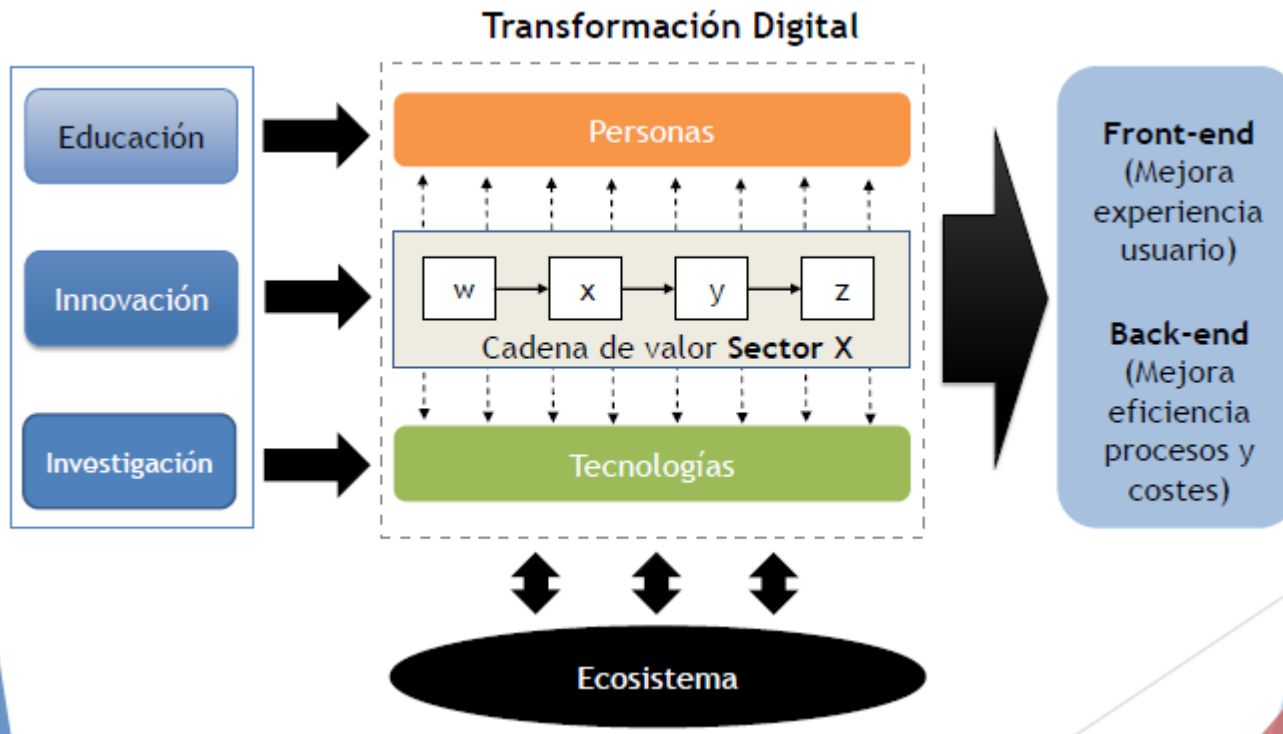 Transformación Digital
Educación
Innovación
Investigación
Personas
w
x
y
z
Cadena de valor Sector X
Tecnologías
Ecosistema
Front-end
(Mejora
experiencia
usuario)
Back-end
(Mejora
eficiencia
procesos y
costes)